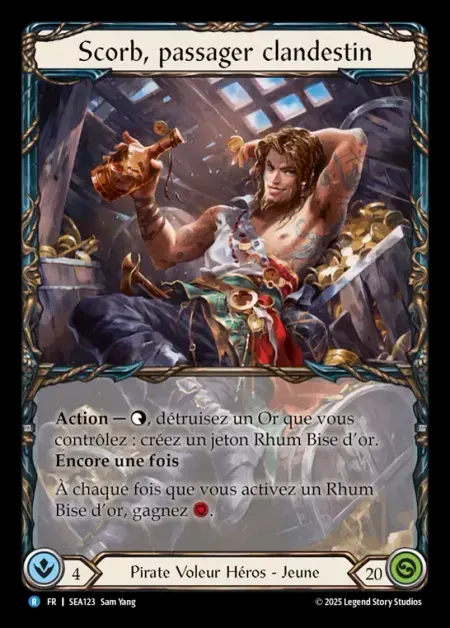 Scorb, passager clandestin
Action — , détruisez un Or que vous
contrôlez : créez un jeton Rhum Bise d’or.
Encore une fois
À chaque fois que vous activez un Rhum
Bise d’or, gagnez .
4
Pirate Voleur Héros - Jeune
20
R FR | SEA123 Sam Yang
© 2025 Legend Story Studios